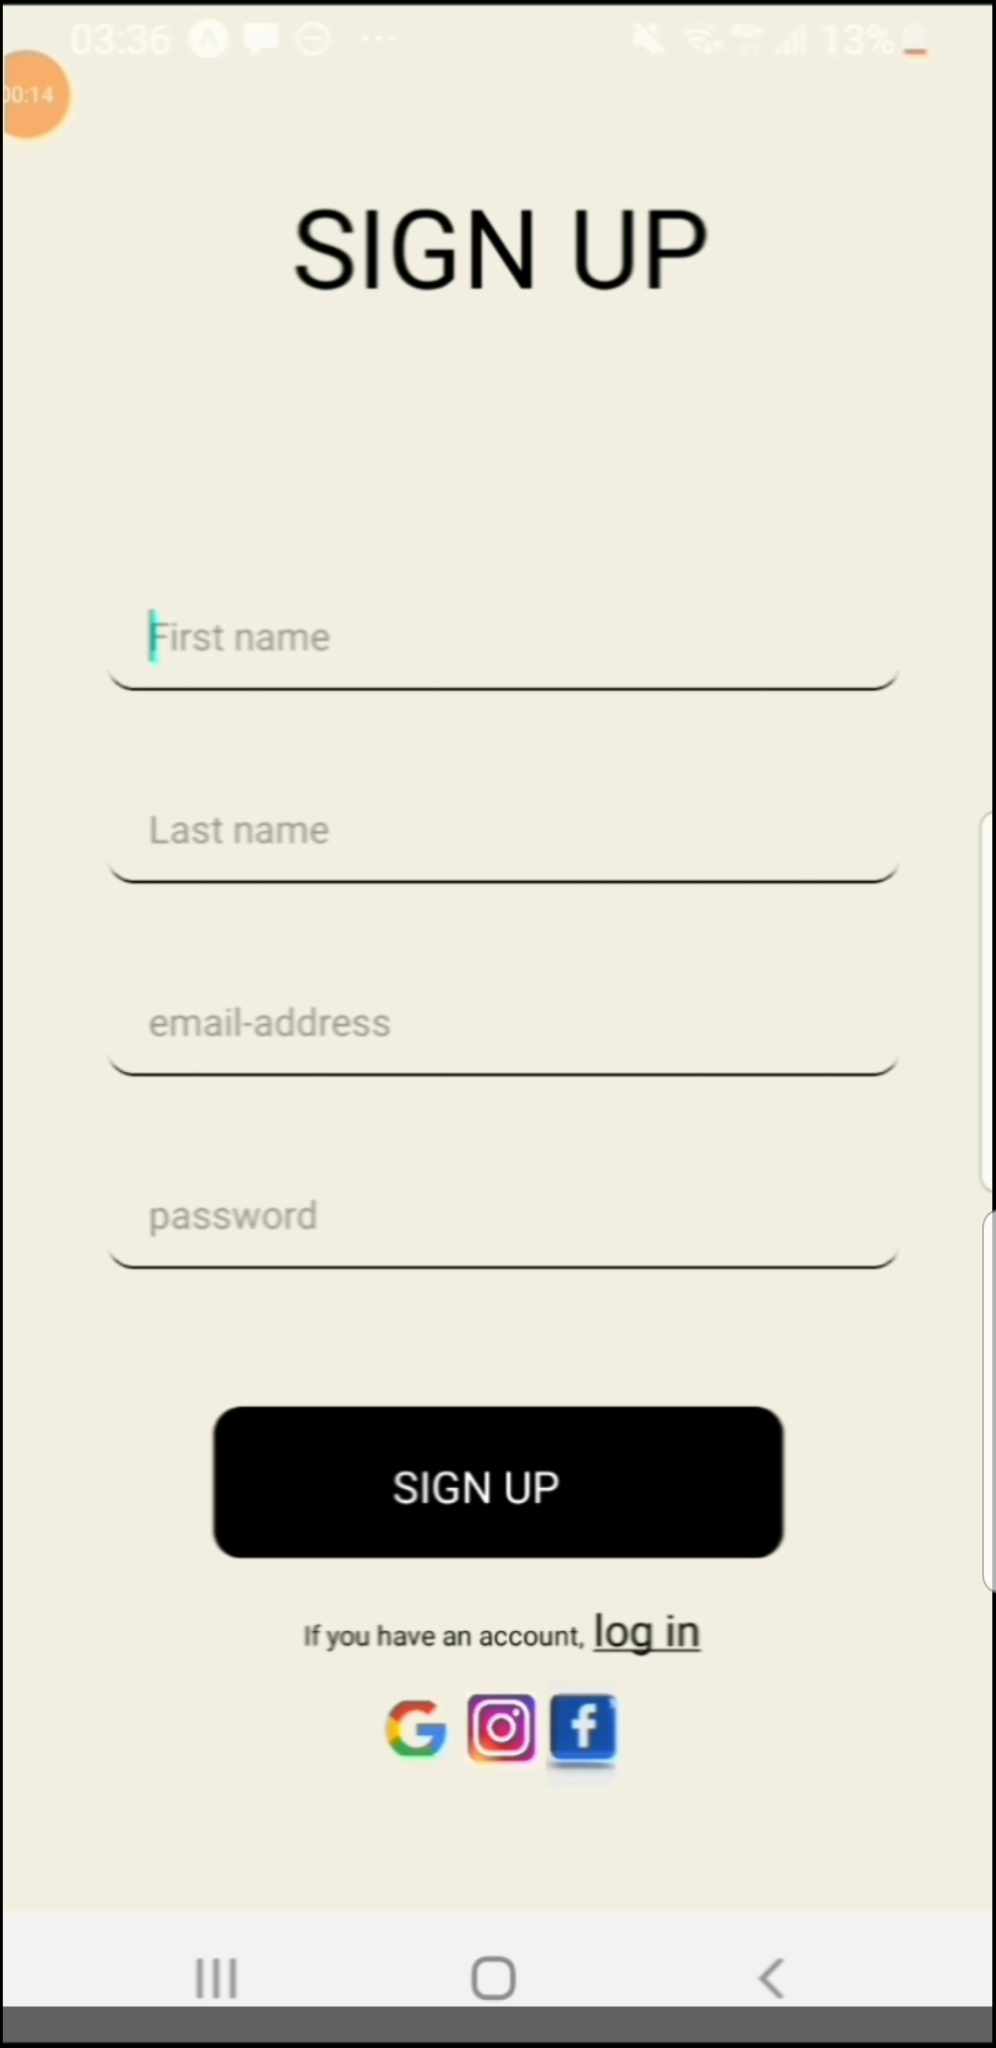 03:36 13%
00:14
SIGN UP
First name
Last name
email-address
password
SIGN UP
If you have an account, log in